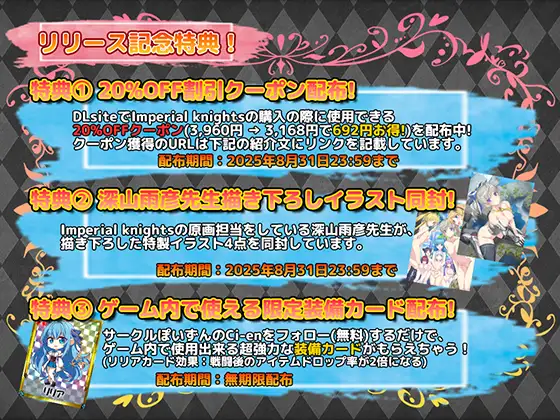 リリース記念特典!
特典① 20%OFF割引クーポン配布!
DLsiteでImperial knightsの購入の際に使用できる
20%OFFクーポン(3,960円 → 3,168円で692円お得!)を配布中!
クーポン獲得のURLは下記の紹介文にリンクを記載しています。
配布期間：2025年8月31日23:59まで
特典② 深山雨彦先生描き下ろしイラスト同封!
Imperial knightsの原画担当をしている深山雨彦先生が、
描き下ろした特製イラスト4点を同封しています。
配布期間：2025年8月31日23:59まで
特典③ ゲーム内で使える限定装備カード配布!
サークルぽいずんのCi-enをフォロー(無料)するだけで、
ゲーム内で使用出来る超強力な装備カードがもらえちゃう！
(リリアカード効果：戦闘後のアイテムドロップ率が2倍になる)
配布期間：無期限配布
リリア